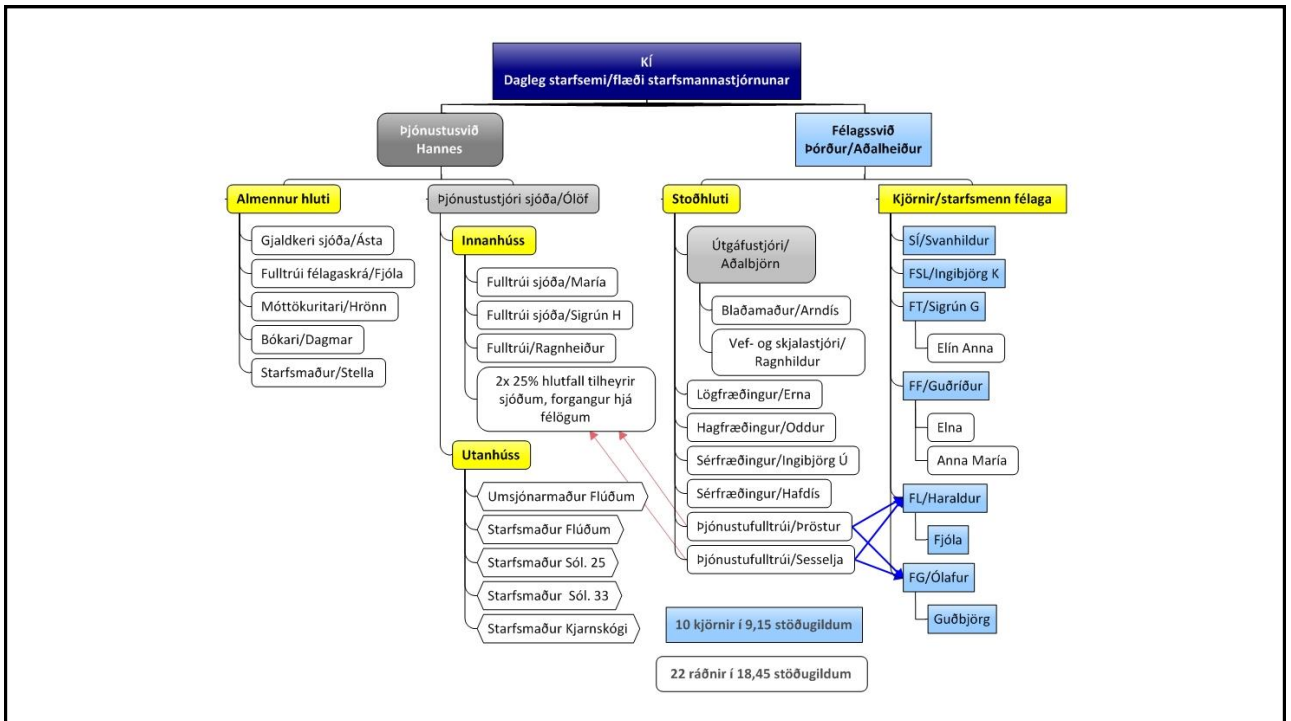 KÍ
Dagleg starfsemi/flæði starfsmannastjórnunar
Þjónustusvið
Hannes
Félagssvið
Þórður/Aðalheiður
Almennur hluti
Gjaldkeri sjóða/Ásta
Fulltrúi félagaskrá/Fjóla
Móttökuritari/Hrönn
Bókari/Dagmar
Starfsmaður/Stella
Þjónustustjóri sjóða/Ólöf
Innanhúss
Fulltrúi sjóða/María
Fulltrúi sjóða/Sigrún H
Fulltrúi/Ragnheiður
2x 25% hlutfall tilheyrir
sjóðum, forgangur hjá
félögum
Utanhúss
Umsjónarmaður Flúðum
Starfsmaður Flúðum
Starfsmaður Sól. 25
Starfsmaður Sól. 33
Starfsmaður Kjarnskógi
Stoðhluti
Útgáfustjóri/
Aðalbjörn
Blaðamaður/Arndís
Vef- og skjalastjóri/
Ragnhildur
Lögfræðingur/Erna
Hagfræðingur/Oddur
Sérfræðingur/Ingibjörg Ú
Sérfræðingur/Hafdís
Þjónustufulltrúi/Þröstur
Þjónustufulltrúi/Sesselja
Kjörnir/starfsmenn félaga
SÍ/Svanhildur
FSL/Ingibjörg K
FT/Sigrún G
Elín Anna
FF/Guðríður
Elna
Anna María
FL/Haraldur
Fjóla
FG/Ólafur
Guðbjörg
10 kjörnir í 9,15 stöðugildum
22 ráðnir í 18,45 stöðugildum